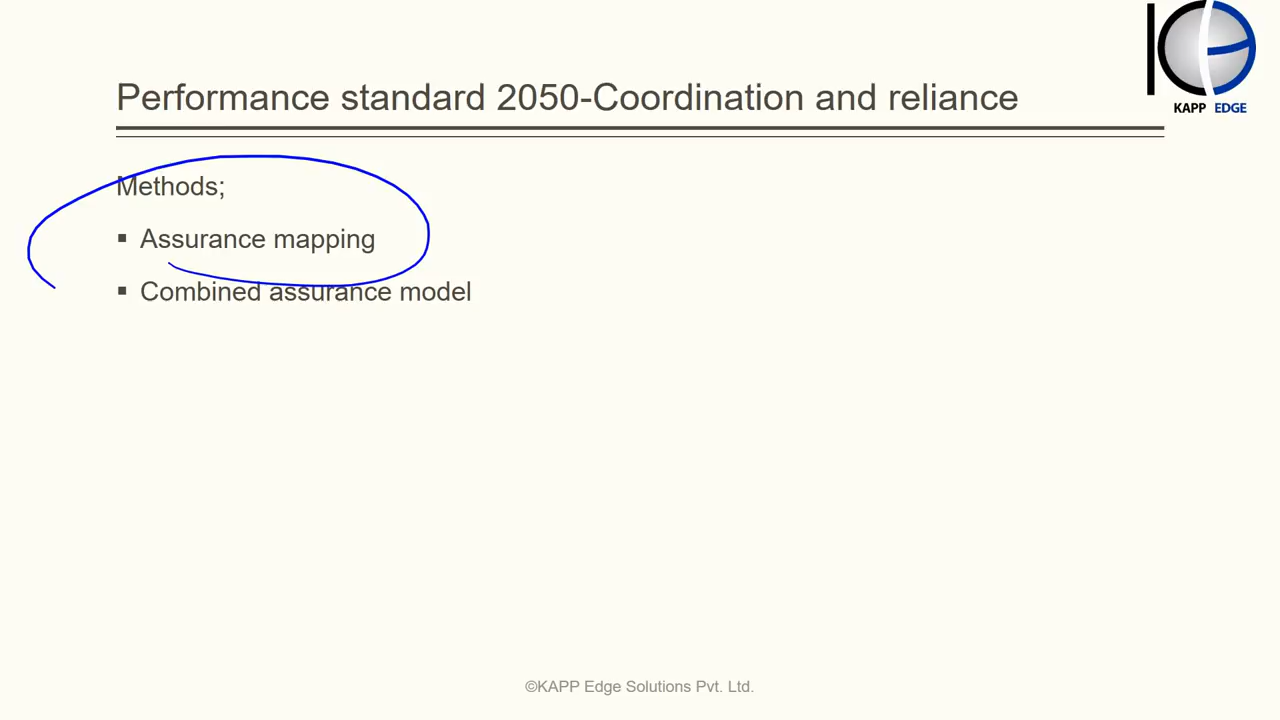 Performance standard 2050-Coordination and reliance
KAPP EDGE
Methods;
▪ Assurance mapping
▪ Combined assurance model
©KAPP Edge Solutions Pvt. Ltd.